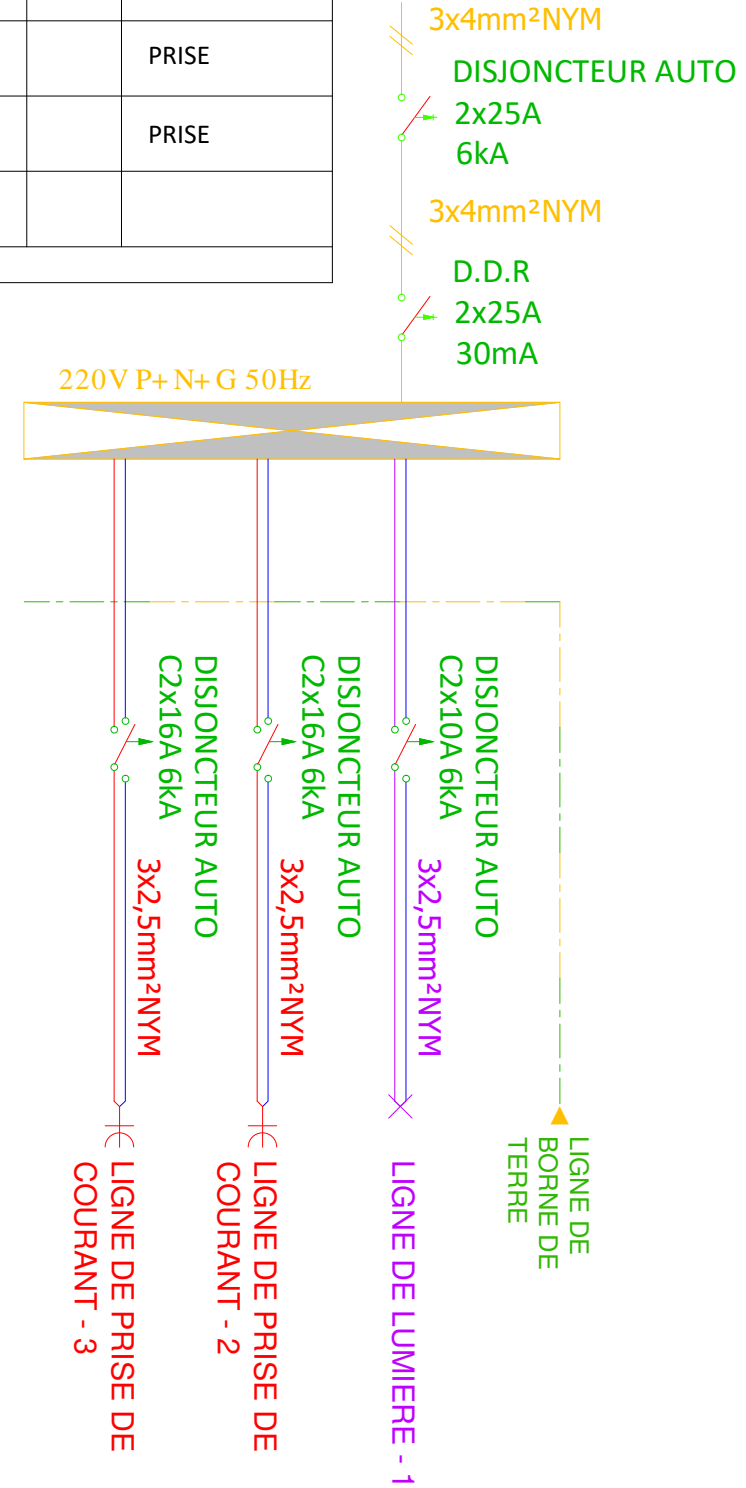 PRISE
PRISE
3x4mm²NYM
DISJONCTEUR AUTO
2x25A
6kA
3x4mm²NYM
D.D.R
2x25A
30mA
220V P+ N+ G 50Hz
DISJONCTEUR AUTO
C2x16A 6kA
DISJONCTEUR AUTO
C2x16A 6kA
DISJONCTEUR AUTO
C2x10A 6kA
3x2,5mm²NYM
3x2,5mm²NYM
3x2,5mm²NYM
LIGNE DE PRISE DE
COURANT - 3
LIGNE DE PRISE DE
COURANT - 2
LIGNE DE LUMIERE - 1
LIGNE DE
BORNE DE
TERRE